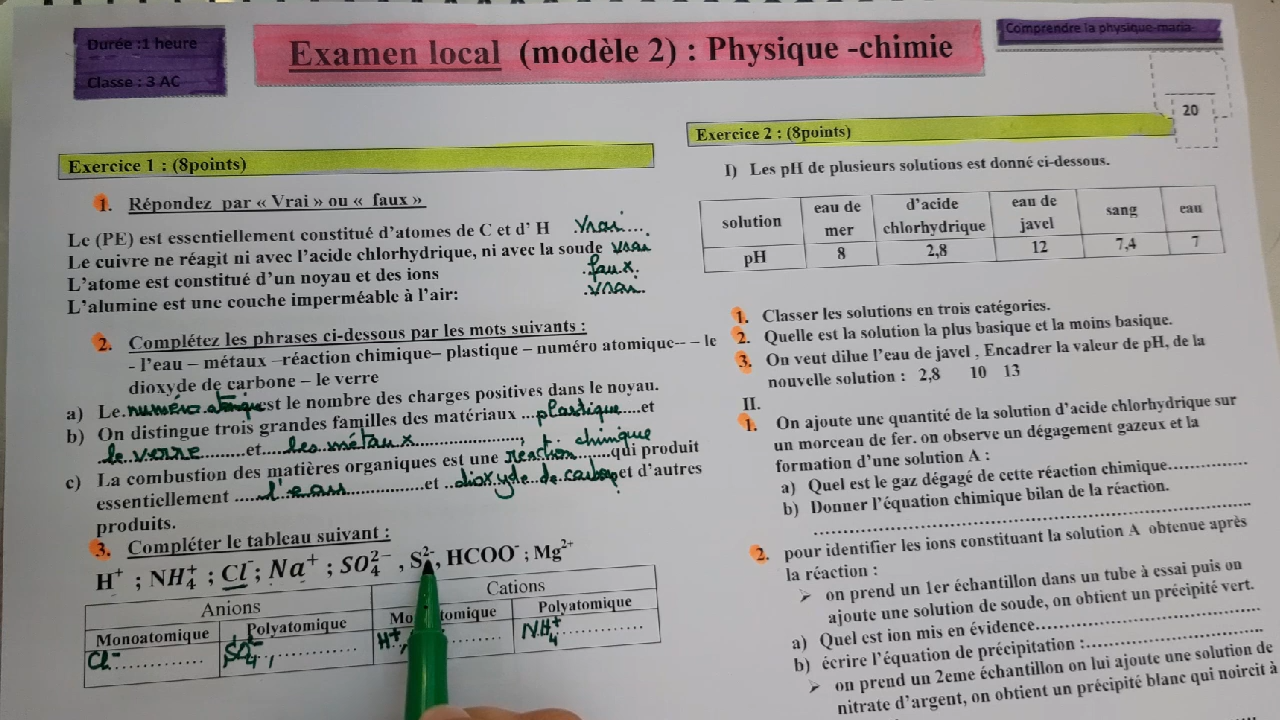 Durée :1 heure
Classe : 3 AC
Examen local (modèle 2) : Physique -chimie
Comprendre la physique-maria-
20
Exercice 1 : (8points)
1. Répondez par « Vrai » ou « faux »
Le (PE) est essentiellement constitué d'atomes de C et d' H Vrai....
Le cuivre ne réagit ni avec l'acide chlorhydrique, ni avec la soude vrai
L'atome est constitué d'un noyau et des ions .faux.
L'alumine est une couche imperméable à l'air: .vrai.
2. Complétez les phrases ci-dessous par les mots suivants :
- l'eau – métaux –réaction chimique– plastique – numéro atomique-- – le
dioxyde de carbone – le verre
a) Le numéro atomique est le nombre des charges positives dans le noyau.
b) On distingue trois grandes familles des matériaux ...plastique....et
.le verre........et....les métaux...................;
c) La combustion des matières organiques est une réaction chimique.......qui produit
essentiellement .....l'eau...............et ..dioxyde de carbone et d'autres
produits.
3. Compléter le tableau suivant :
H⁺ ; NH₄⁺ ; Cl⁻ ; Na⁺ ; SO₄²⁻ , S²⁻, HCOO⁻ ; Mg²⁺
Anions Cations
Monoatomique Polyatomique Polyatomique
Cl⁻............ SO₄²⁻, ............ H⁺, ............ NH₄⁺............
Exercice 2 : (8points)
I) Les pH de plusieurs solutions est donné ci-dessous.
solution eau de mer d'acide chlorhydrique eau de javel sang eau
pH 8 2,8 12 7,4 7
1. Classer les solutions en trois catégories.
2. Quelle est la solution la plus basique et la moins basique.
3. On veut dilue l'eau de javel , Encadrer la valeur de pH, de la
nouvelle solution : 2,8 10 13
II.
1. On ajoute une quantité de la solution d'acide chlorhydrique sur
un morceau de fer. on observe un dégagement gazeux et la
formation d'une solution A :
a) Quel est le gaz dégagé de cette réaction chimique...............
b) Donner l'équation chimique bilan de la réaction.
............................................................
2. pour identifier les ions constituant la solution A obtenue après
la réaction :
➢ on prend un 1er échantillon dans un tube à essai puis on
ajoute une solution de soude, on obtient un précipité vert.
a) Quel est ion mis en évidence..............................
b) écrire l'équation de précipitation :.........................
➢ on prend un 2eme échantillon on lui ajoute une solution de
nitrate d'argent, on obtient un précipité blanc qui noircit à